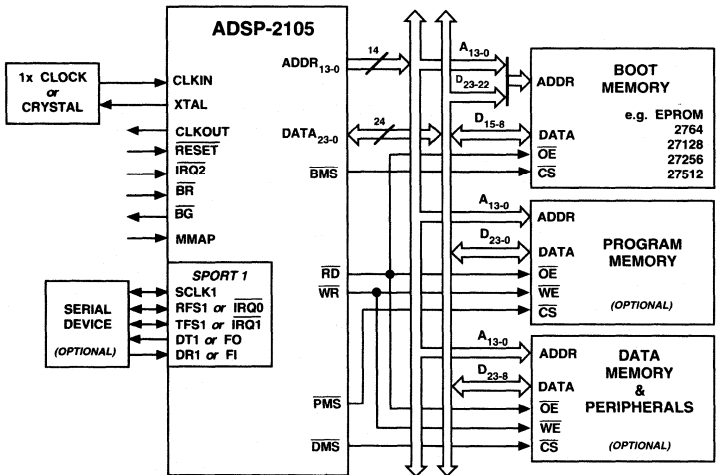 ADSP-2105
1x CLOCK
or
CRYSTAL
CLKIN
XTAL
CLKOUT
RESET
IRQ2
BR
BG
MMAP
SPORT 1
SCLK1
RFS1 or IRQ0
TFS1 or IRQ1
DT1 or FO
DR1 or FI
SERIAL
DEVICE
(OPTIONAL)
ADDR13-0
14
DATA23-0
24
BMS
RD
WR
PMS
DMS
A13-0
D23-22
D15-8
ADDR
DATA
OE
CS
BOOT
MEMORY
e.g. EPROM
2764
27128
27256
27512
A13-0
D23-0
ADDR
DATA
OE
WE
CS
PROGRAM
MEMORY
(OPTIONAL)
A13-0
D23-8
ADDR
DATA
OE
WE
CS
DATA
MEMORY
&
PERIPHERALS
(OPTIONAL)